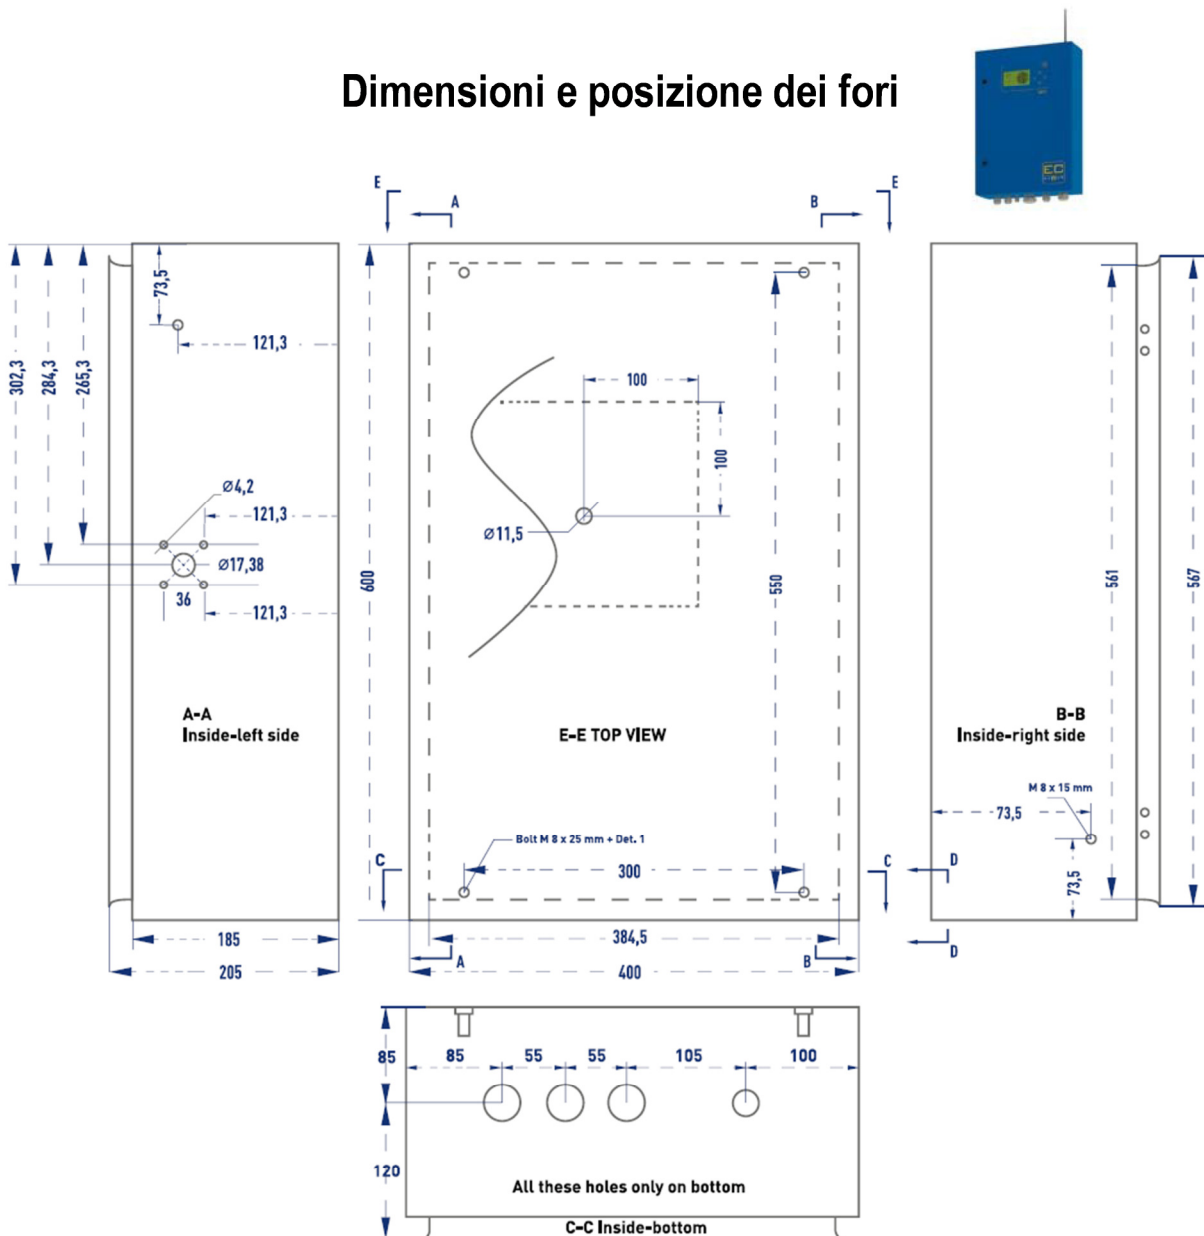 Dimensioni e posizione dei fori
EC
E
A
B
E
73,5
121,3
302,3
284,3
265,3
100
100
Ø4,2
121,3
Ø11,5
Ø17,38
36
121,3
600
550
561
567
A-A
Inside-left side
E-E TOP VIEW
B-B
Inside-right side
M 8 x 15 mm
73,5
Bolt M 8 x 25 mm + Det. 1
C
300
C
D
73,5
185
384,5
D
205
A
400
B
85
85
55
55
105
100
120
All these holes only on bottom
C-C Inside-bottom